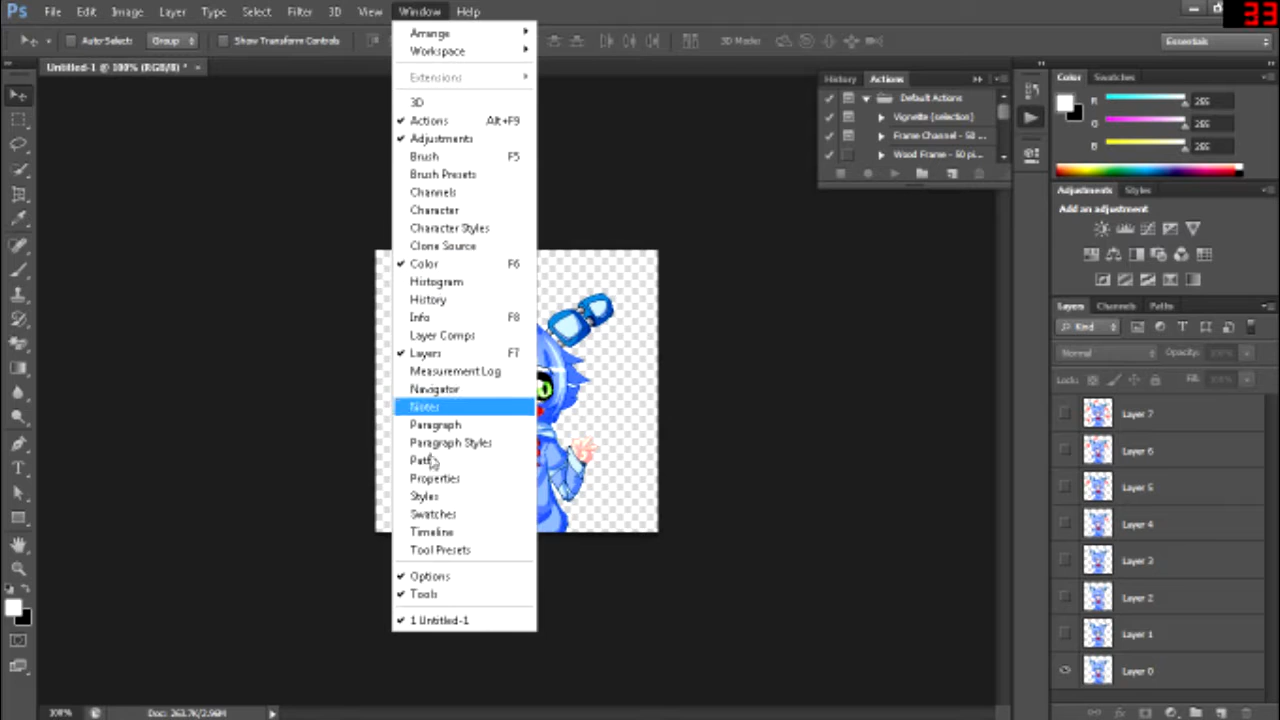 Ps File Edit Image Layer Type Select Filter 3D View Window Help
33
Auto-Select: Group Show Transform Controls 3D Mode: Essentials
Untitled-1 @ 100% (RGB/8) * ×
Arrange
Workspace
Extensions
3D
Actions Alt+F9
Adjustments
Brush F5
Brush Presets
Channels
Character
Character Styles
Clone Source
Color F6
Histogram
History
Info F8
Layer Comps
Layers F7
Measurement Log
Navigator
Notes
Paragraph
Paragraph Styles
Paths
Properties
Styles
Swatches
Timeline
Tool Presets
Options
Tools
1 Untitled-1
History Actions
Default Actions
Vignette (selection)
Frame Channel - 50 ...
Wood Frame - 50 pi...
Color Swatches
R 255
G 255
B 255
Adjustments Styles
Add an adjustment
Layers Channels Paths
Kind
Normal Opacity: 100%
Lock: Fill: 100%
Layer 7
Layer 6
Layer 5
Layer 4
Layer 3
Layer 2
Layer 1
Layer 0
100% Doc: 263.7K/2.96M